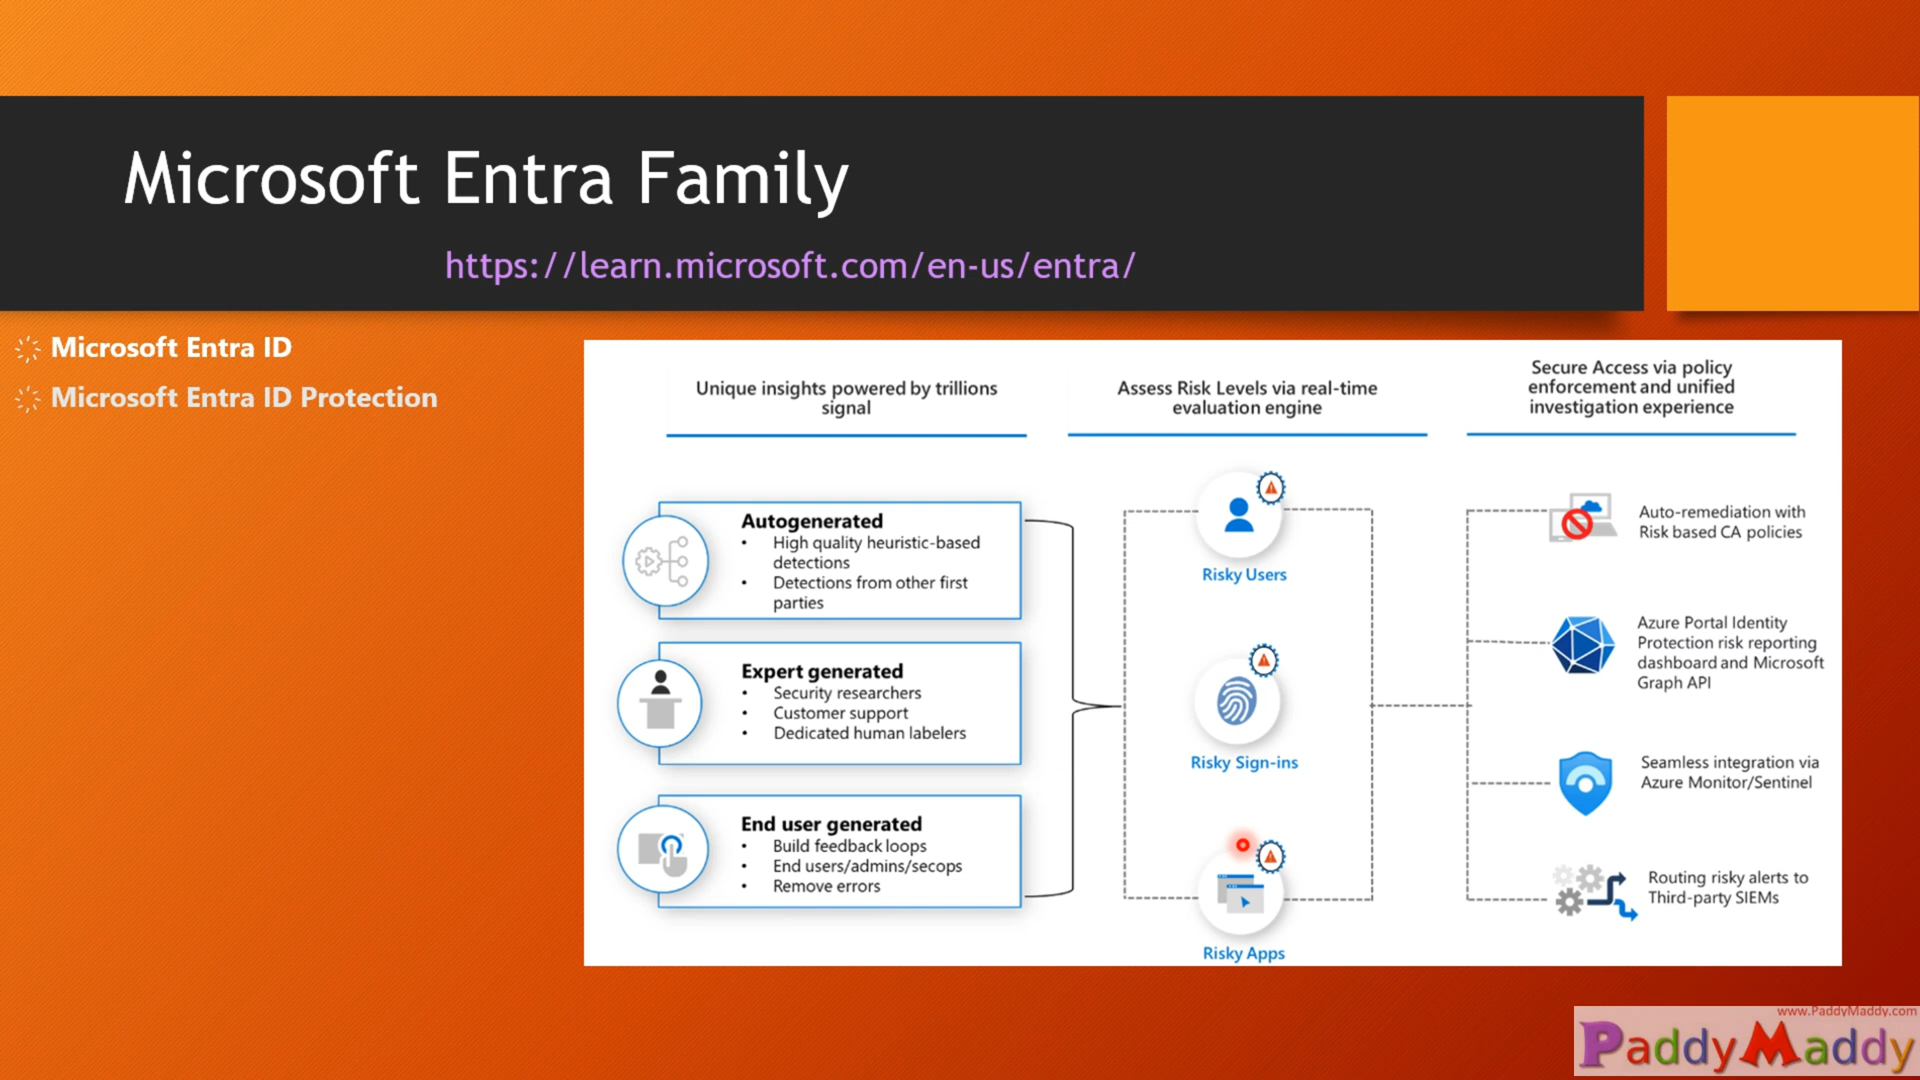 Microsoft Entra Family
https://learn.microsoft.com/en-us/entra/
Microsoft Entra ID
Microsoft Entra ID Protection
Unique insights powered by trillions
signal
Autogenerated
• High quality heuristic-based
detections
• Detections from other first
parties
Expert generated
• Security researchers
• Customer support
• Dedicated human labelers
End user generated
• Build feedback loops
• End users/admins/secops
• Remove errors
Assess Risk Levels via real-time
evaluation engine
Risky Users
Risky Sign-ins
Risky Apps
Secure Access via policy
enforcement and unified
investigation experience
Auto-remediation with
Risk based CA policies
Azure Portal Identity
Protection risk reporting
dashboard and Microsoft
Graph API
Seamless integration via
Azure Monitor/Sentinel
Routing risky alerts to
Third-party SIEMs
www.PaddyMaddy.com
PaddyMaddy